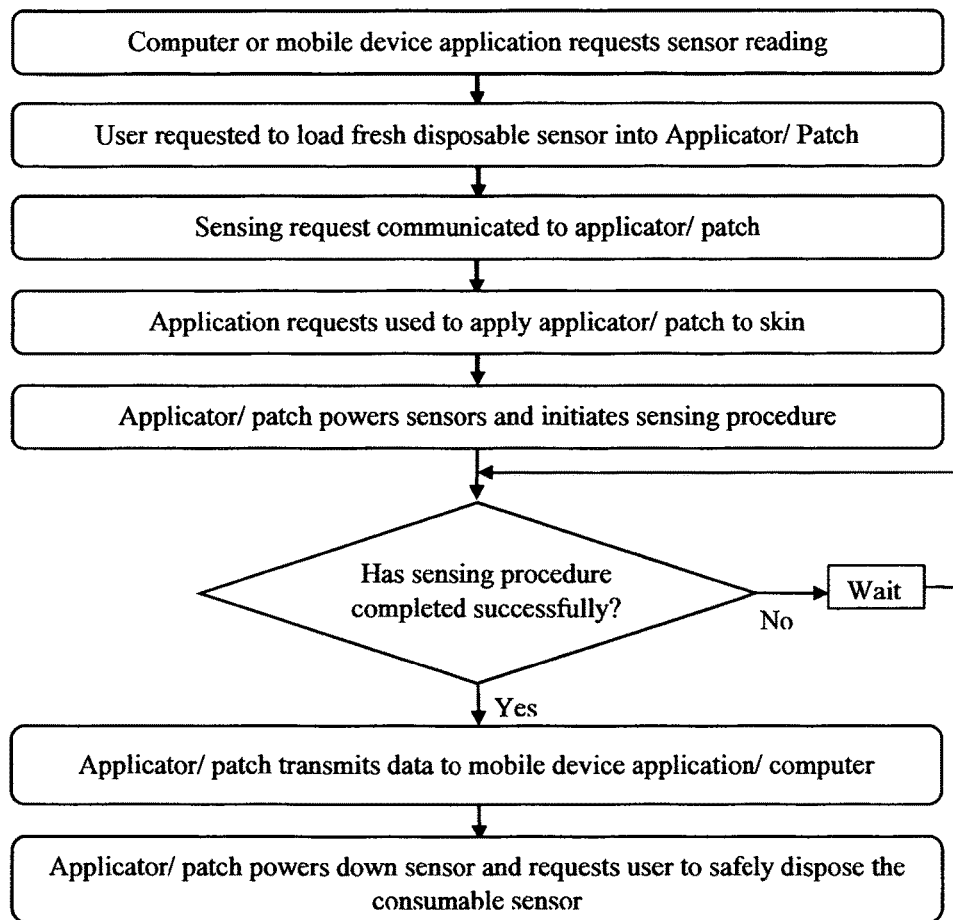 Computer or mobile device application requests sensor reading
User requested to load fresh disposable sensor into Applicator/ Patch
Sensing request communicated to applicator/ patch
Application requests used to apply applicator/ patch to skin
Applicator/ patch powers sensors and initiates sensing procedure
Has sensing procedure
completed successfully?
Wait
No
Yes
Applicator/ patch transmits data to mobile device application/ computer
Applicator/ patch powers down sensor and requests user to safely dispose the
consumable sensor